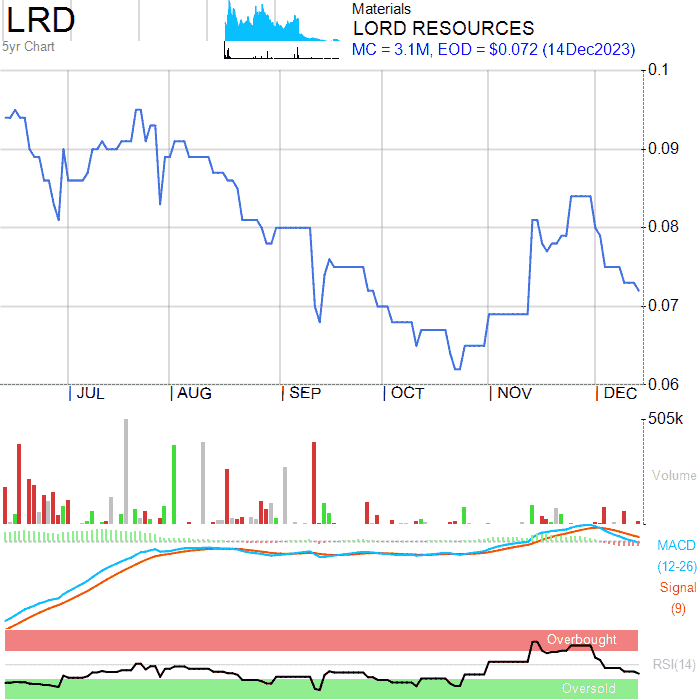 LRD
5yr Chart
Materials
LORD RESOURCES
MC = 3.1M, EOD = $0.072 (14Dec2023)
0.1
0.09
0.08
0.07
0.06
JUL
AUG
SEP
OCT
NOV
DEC
505k
Volume
MACD
(12-26)
Signal
(9)
Overbought
RSI(14)
Oversold